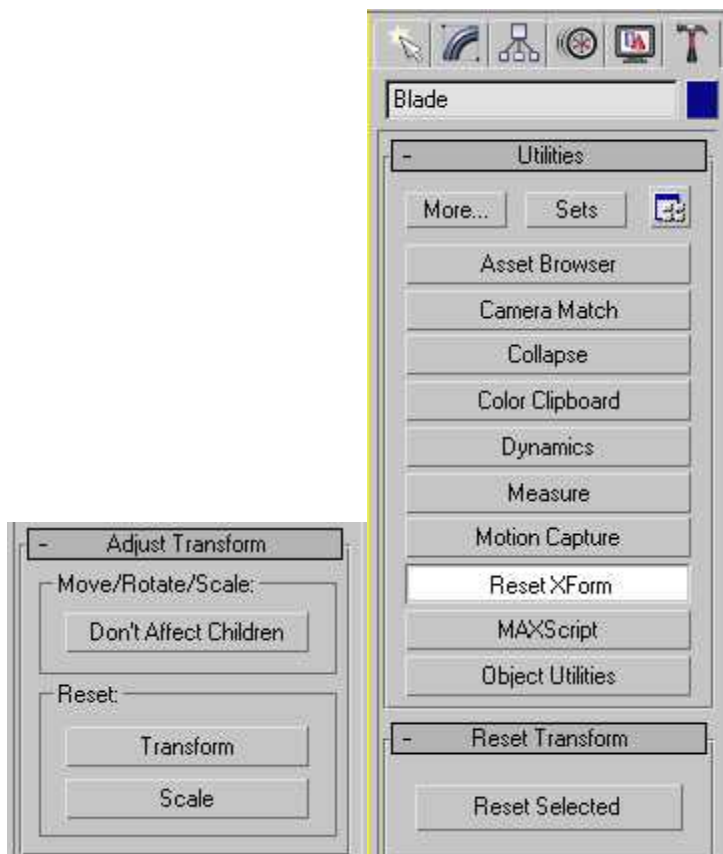 Adjust Transform
Move/Rotate/Scale:
Don't Affect Children
Reset:
Transform
Scale
Blade
Utilities
More...
Sets
Asset Browser
Camera Match
Collapse
Color Clipboard
Dynamics
Measure
Motion Capture
Reset XForm
MAXScript
Object Utilities
Reset Transform
Reset Selected